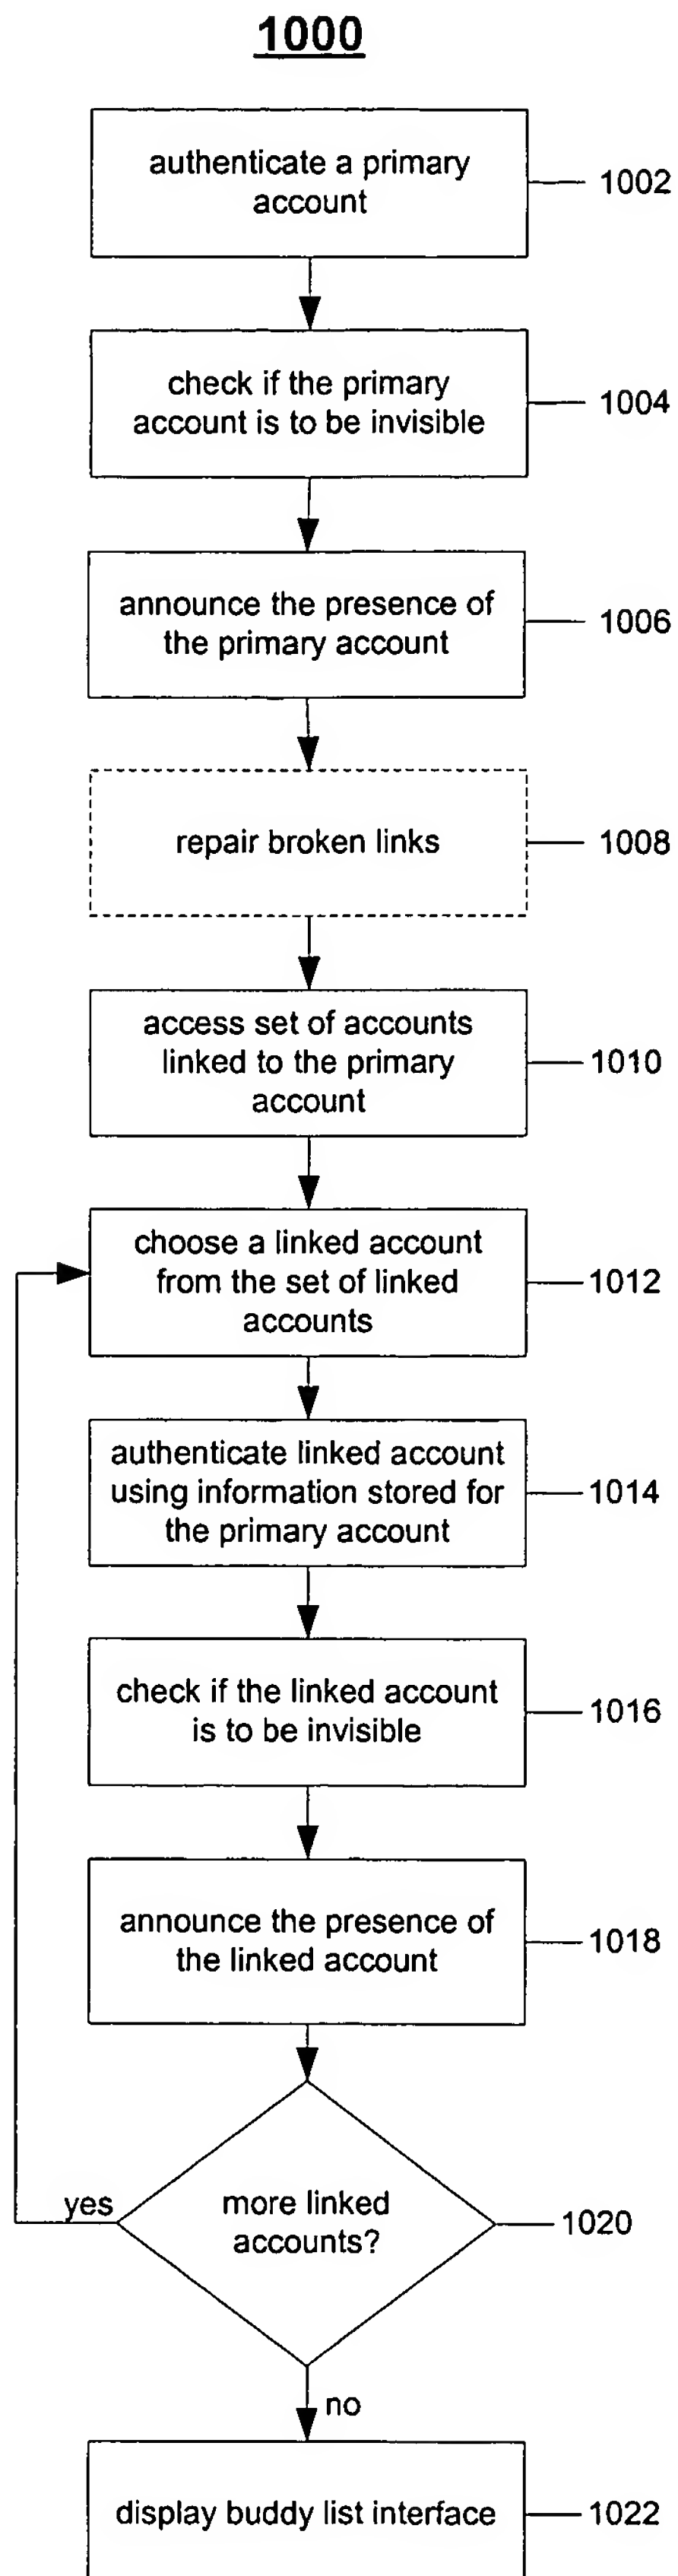 1000
authenticate a primary
account
1002
check if the primary
account is to be invisible
1004
announce the presence of
the primary account
1006
repair broken links
1008
access set of accounts
linked to the primary
account
1010
choose a linked account
from the set of linked
accounts
1012
authenticate linked account
using information stored for
the primary account
1014
check if the linked account
is to be invisible
1016
announce the presence of
the linked account
1018
yes
more linked
accounts?
1020
no
display buddy list interface
1022